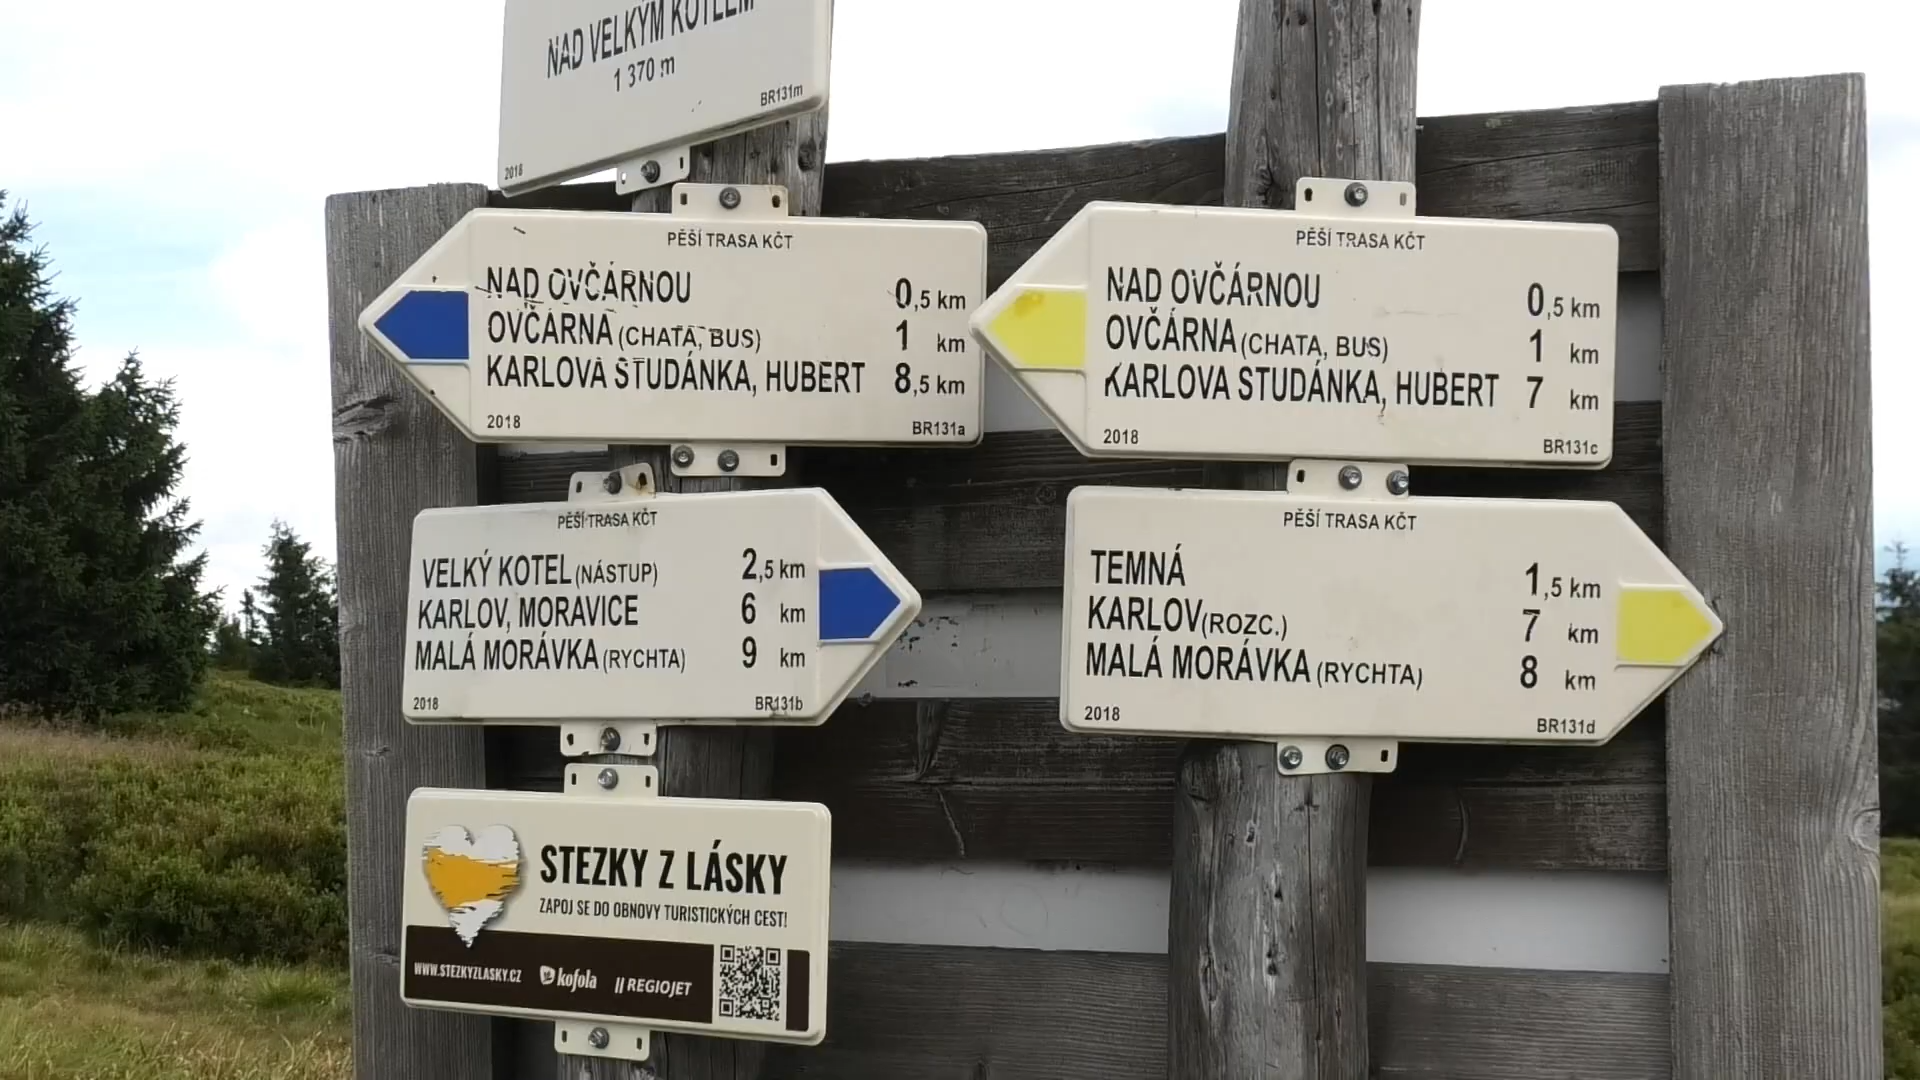 NAD VELKÝM KOTLEM
1 370 m
BR131m
2018
PĚŠÍ TRASA KČT
NAD OVČÁRNOU 0,5 km
OVČÁRNA (CHATA, BUS) 1 km
KARLOVA STUDÁNKA, HUBERT 8,5 km
2018 BR131a
PĚŠÍ TRASA KČT
NAD OVČÁRNOU 0,5 km
OVČÁRNA (CHATA, BUS) 1 km
KARLOVA STUDÁNKA, HUBERT 7 km
2018 BR131c
PĚŠÍ TRASA KČT
VELKÝ KOTEL (NÁSTUP) 2,5 km
KARLOV, MORAVICE 6 km
MALÁ MORÁVKA (RYCHTA) 9 km
2018 BR131b
PĚŠÍ TRASA KČT
TEMNÁ 1,5 km
KARLOV (ROZC.) 7 km
MALÁ MORÁVKA (RYCHTA) 8 km
2018 BR131d
STEZKY Z LÁSKY
ZAPOJ SE DO OBNOVY TURISTICKÝCH CEST!
WWW.STEZKYZLASKY.CZ kofola REGIOJET